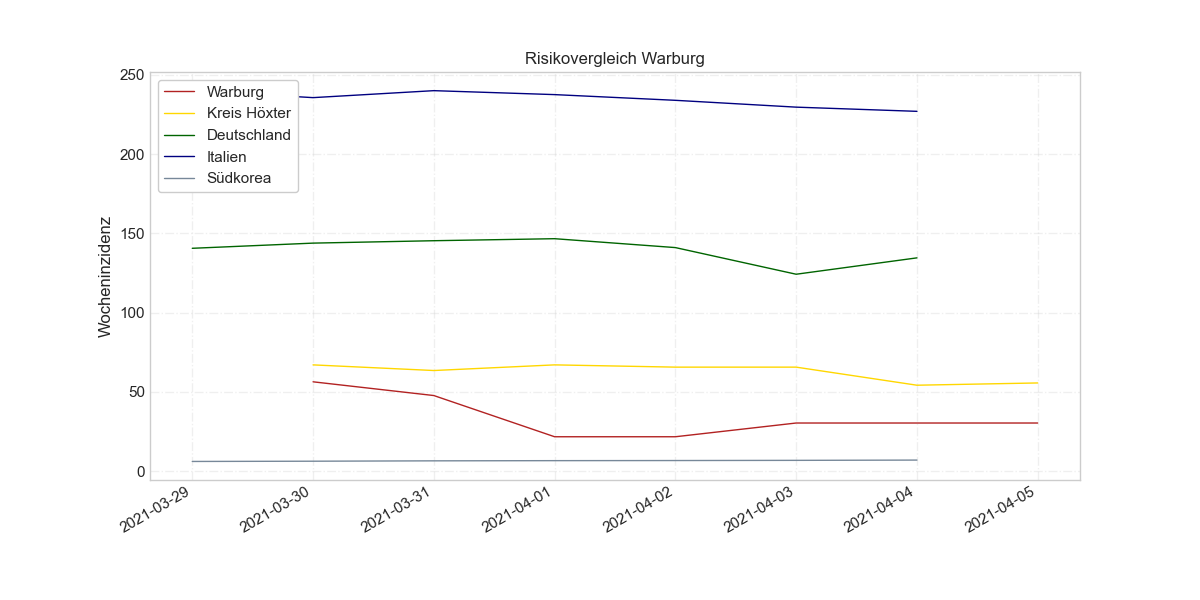 Risikovergleich Warburg
Wocheninzidenz
250
200
150
100
50
0
Warburg
Kreis Höxter
Deutschland
Italien
Südkorea
2021-03-29
2021-03-30
2021-03-31
2021-04-01
2021-04-02
2021-04-03
2021-04-04
2021-04-05